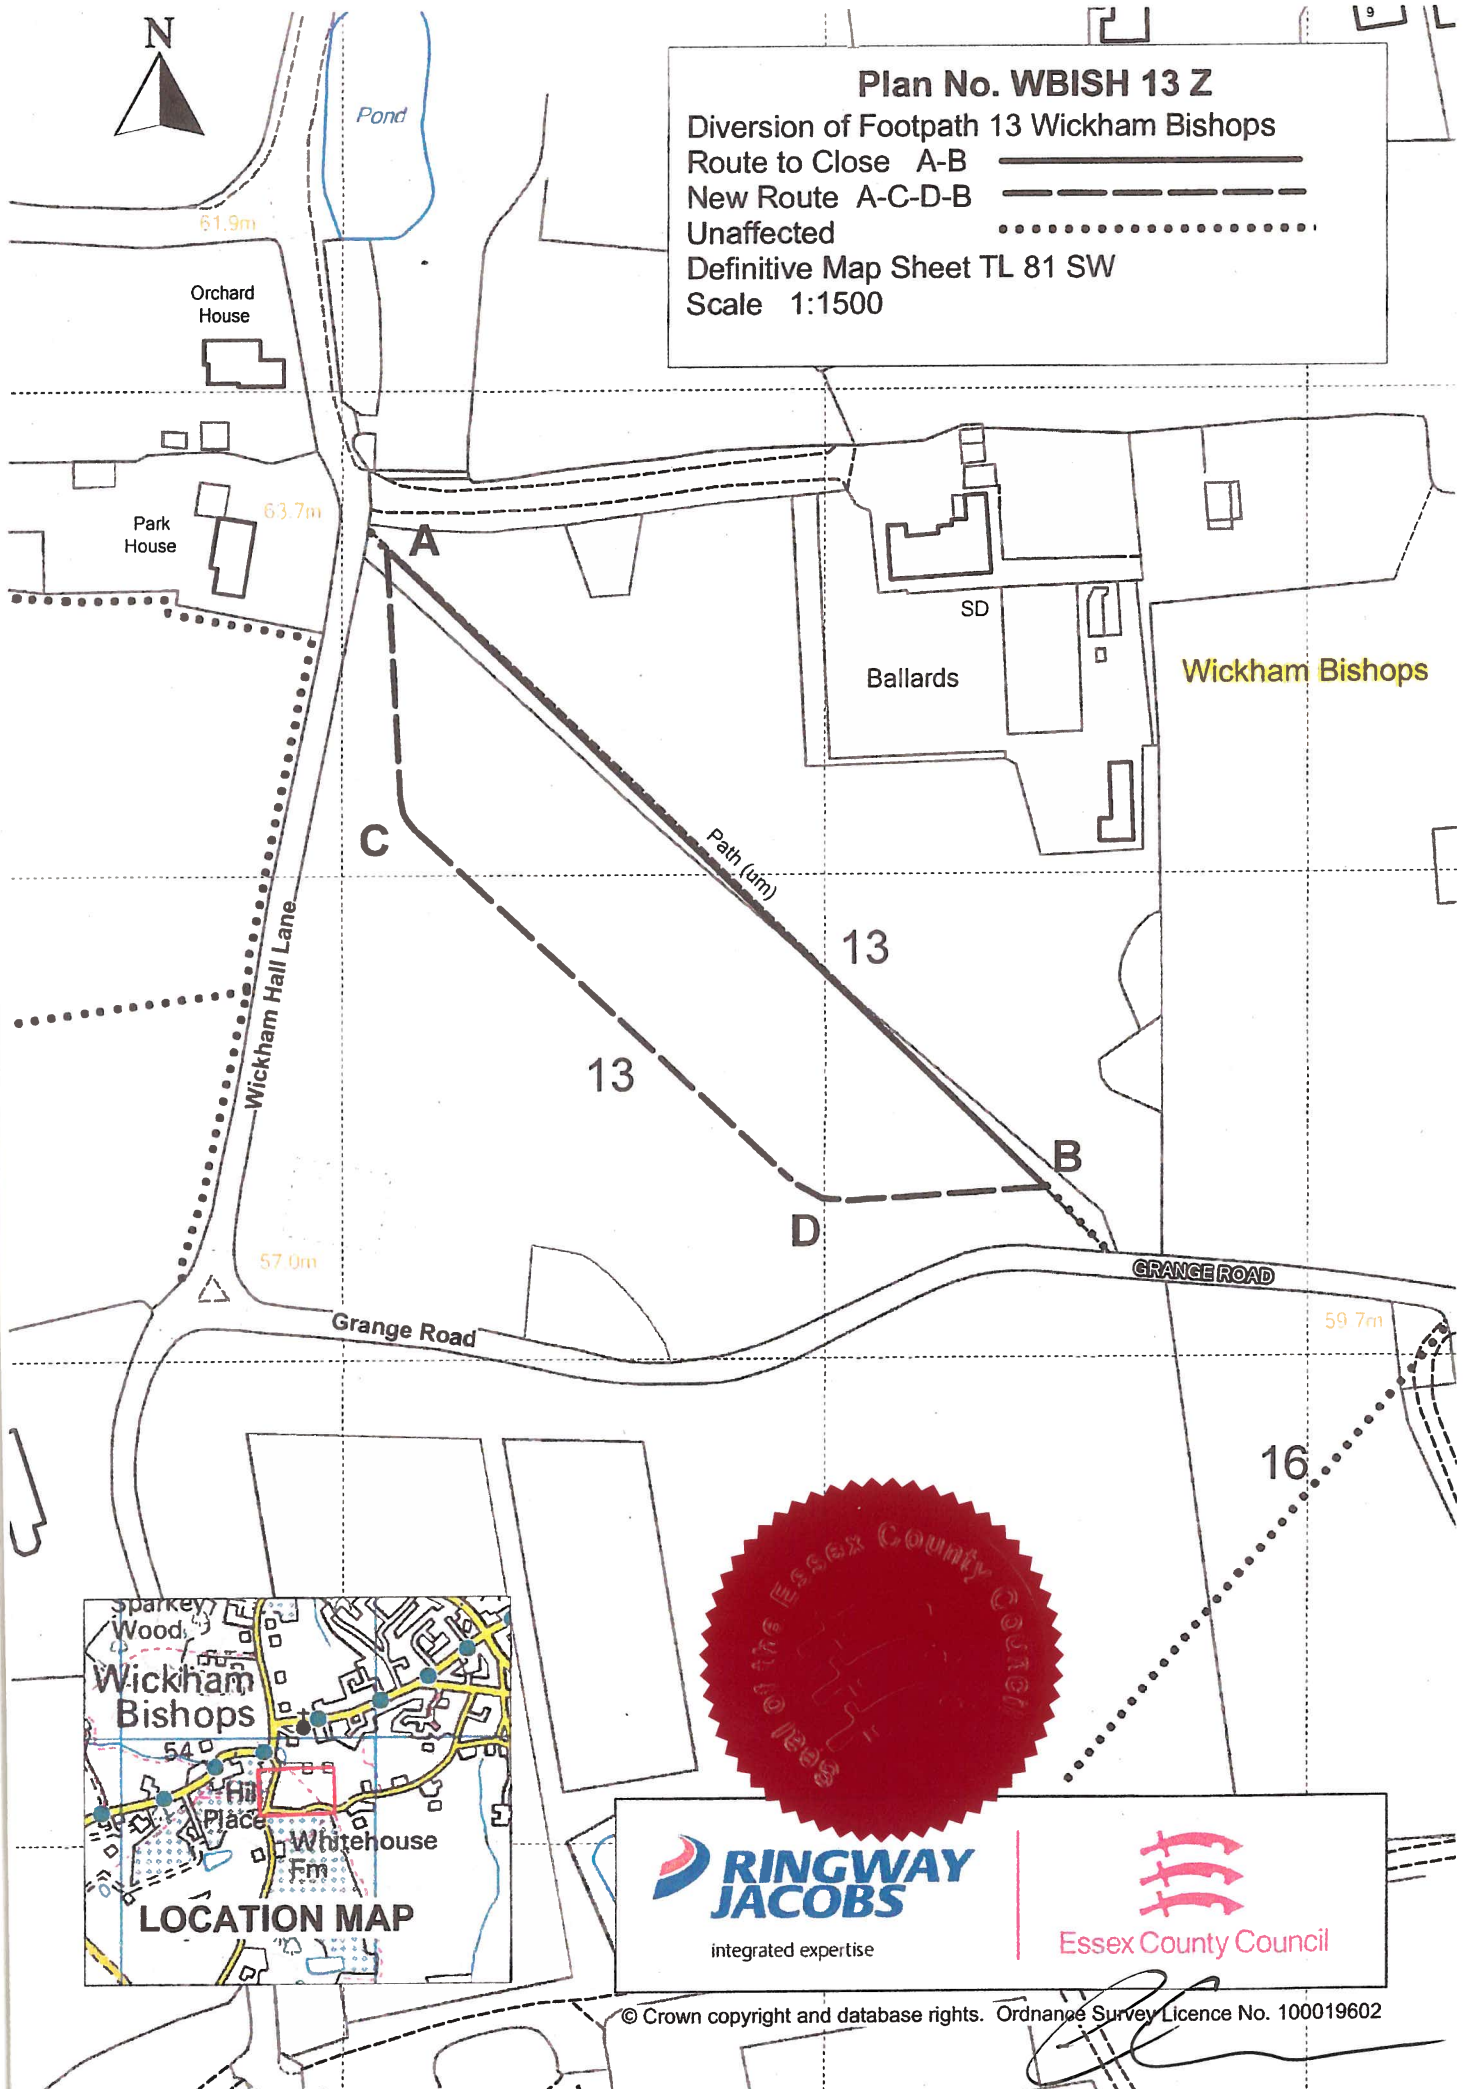 N
9
Pond
Plan No. WBISH 13 Z
Diversion of Footpath 13 Wickham Bishops
Route to Close A-B
New Route A-C-D-B
Unaffected
Definitive Map Sheet TL 81 SW
Scale 1:1500
61.9m
Orchard
House
Park
House
63.7m
A
SD
Ballards
Wickham Bishops
C
Path (um)
13
Wickham Hall Lane
13
B
D
57.0m
GRANGE ROAD
Grange Road
59.7m
16
Seal of the Essex County Council
Sparkey
Wood
Wickham
Bishops
54
Hill
Place
Whitehouse
Fm
LOCATION MAP
RINGWAY
JACOBS
integrated expertise
Essex County Council
© Crown copyright and database rights. Ordnance Survey Licence No. 100019602